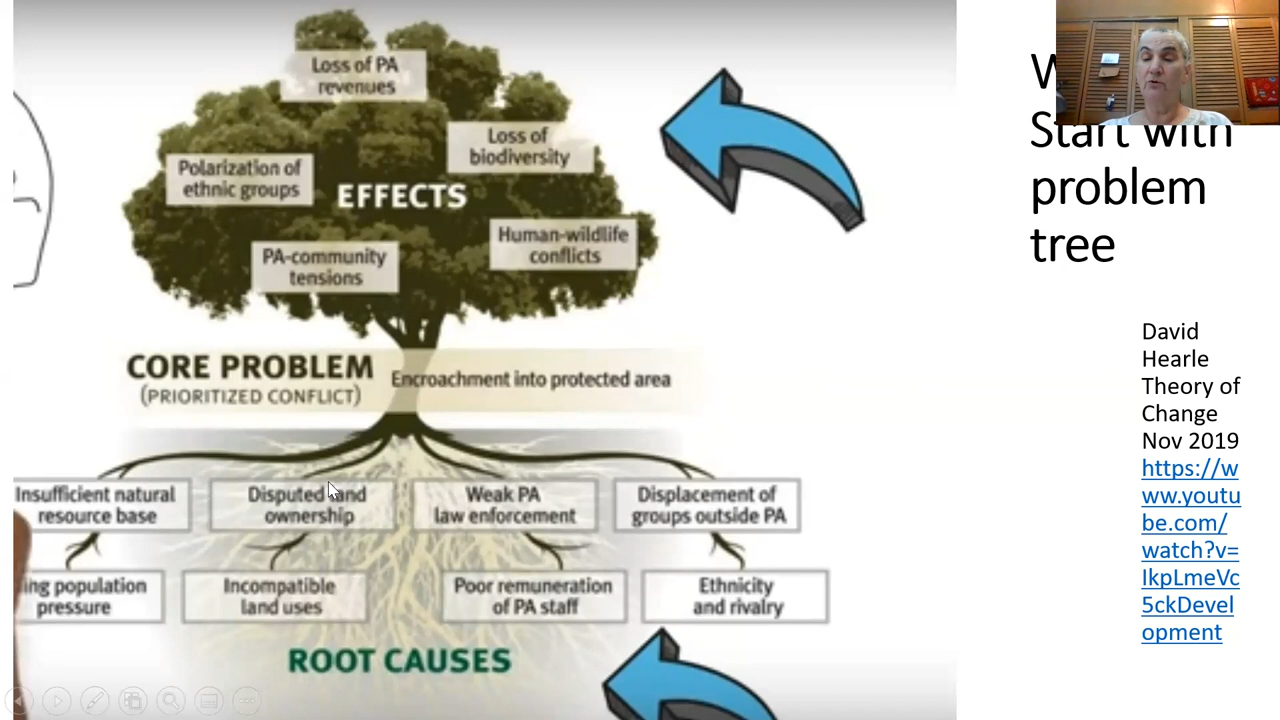 Loss of PA
revenues
Loss of
biodiversity
Polarization of
ethnic groups
EFFECTS
Human-wildlife
conflicts
PA-community
tensions
CORE PROBLEM
(PRIORITIZED CONFLICT)
Encroachment into protected area
Insufficient natural
resource base
Disputed land
ownership
Weak PA
law enforcement
Displacement of
groups outside PA
population
pressure
Incompatible
land uses
Poor remuneration
of PA staff
Ethnicity
and rivalry
ROOT CAUSES
Start with
problem
tree
David
Hearle
Theory of
Change
Nov 2019
https://w
ww.youtu
be.com/
watch?v=
IkpLmeVc
5ckDevel
opment